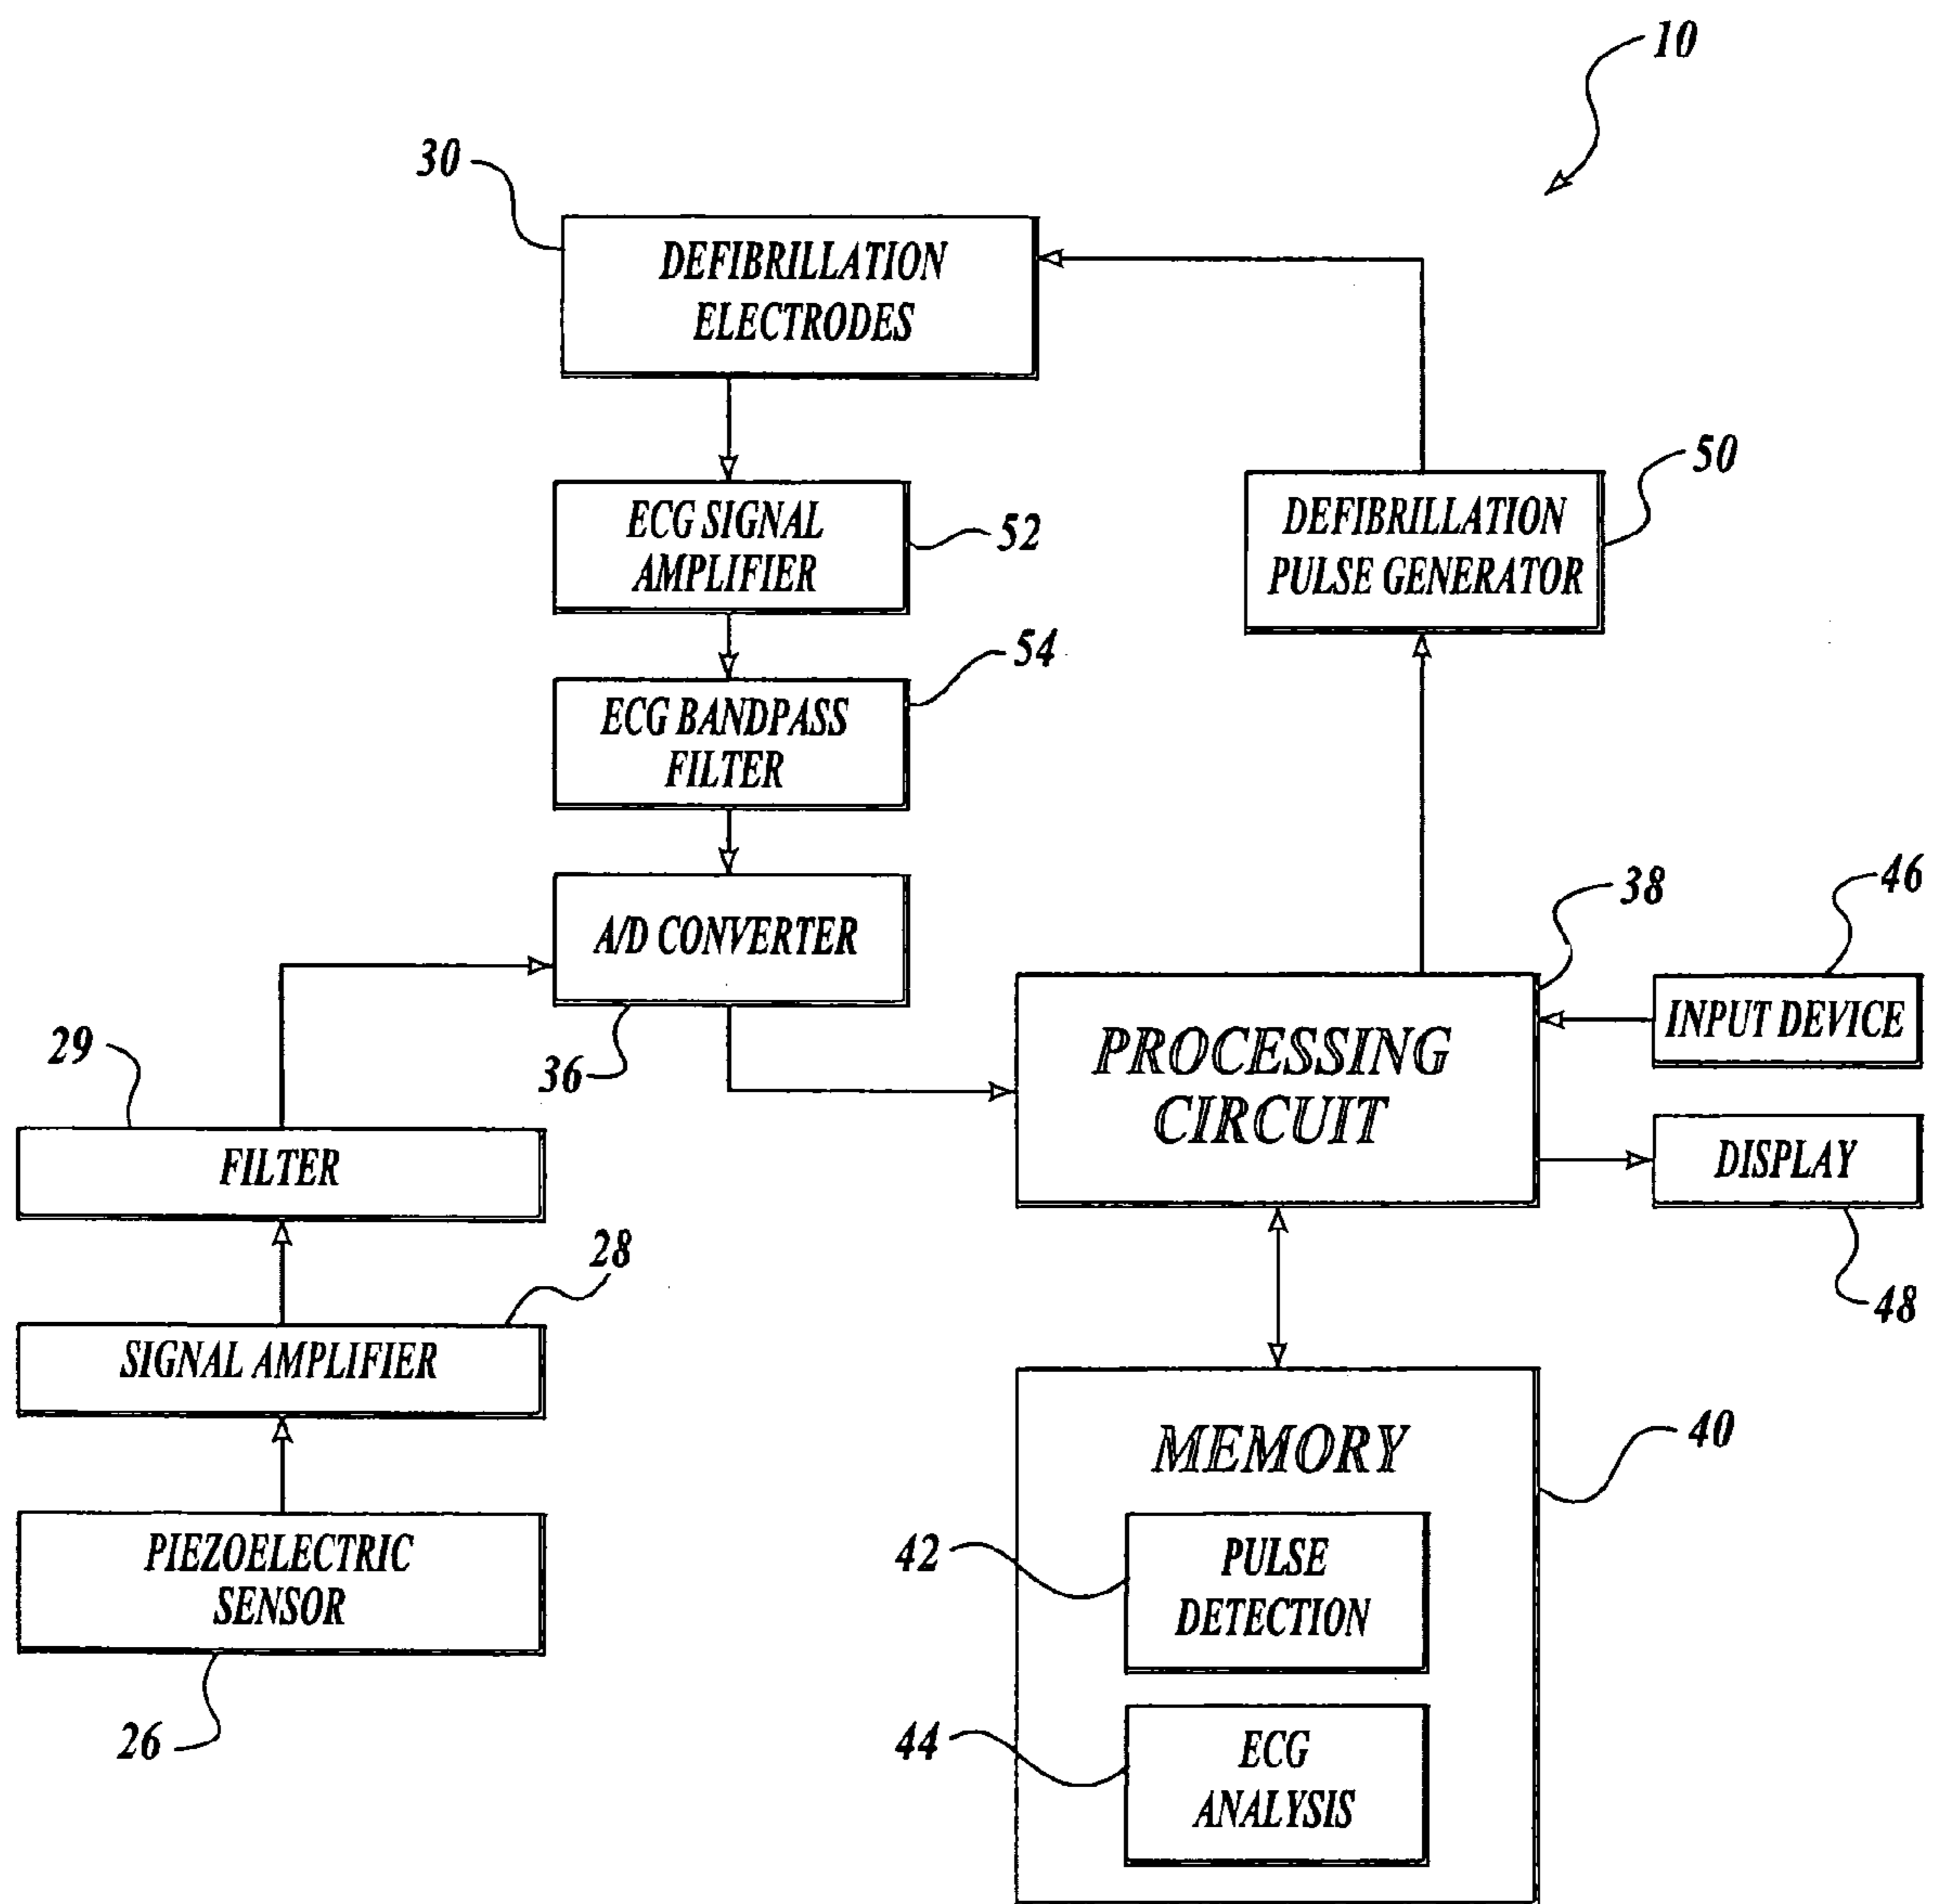 10
30
DEFIBRILLATION
ELECTRODES
50
DEFIBRILLATION
PULSE GENERATOR
ECG SIGNAL
AMPLIFIER
52
54
ECG BANDPASS
FILTER
A/D CONVERTER
36
38
46
PROCESSING
CIRCUIT
INPUT DEVICE
DISPLAY
48
29
FILTER
28
SIGNAL AMPLIFIER
PIEZOELECTRIC
SENSOR
26
MEMORY
40
42
PULSE
DETECTION
44
ECG
ANALYSIS